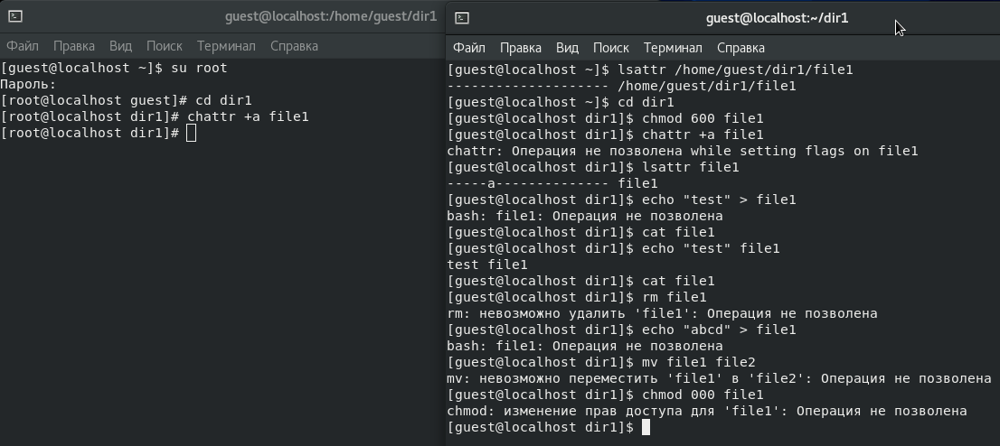 guest@localhost:/home/guest/dir1
Файл Правка Вид Поиск Терминал Справка
[guest@localhost ~]$ su root
Пароль:
[root@localhost guest]# cd dir1
[root@localhost dir1]# chattr +a file1
[root@localhost dir1]#
guest@localhost:~/dir1
Файл Правка Вид Поиск Терминал Справка
[guest@localhost ~]$ lsattr /home/guest/dir1/file1
-------------------- /home/guest/dir1/file1
[guest@localhost ~]$ cd dir1
[guest@localhost dir1]$ chmod 600 file1
[guest@localhost dir1]$ chattr +a file1
chattr: Операция не позволена while setting flags on file1
[guest@localhost dir1]$ lsattr file1
-----a-------------- file1
[guest@localhost dir1]$ echo "test" > file1
bash: file1: Операция не позволена
[guest@localhost dir1]$ cat file1
[guest@localhost dir1]$ echo "test" file1
test file1
[guest@localhost dir1]$ cat file1
[guest@localhost dir1]$ rm file1
rm: невозможно удалить 'file1': Операция не позволена
[guest@localhost dir1]$ echo "abcd" > file1
bash: file1: Операция не позволена
[guest@localhost dir1]$ mv file1 file2
mv: невозможно переместить 'file1' в 'file2': Операция не позволена
[guest@localhost dir1]$ chmod 000 file1
chmod: изменение прав доступа для 'file1': Операция не позволена
[guest@localhost dir1]$